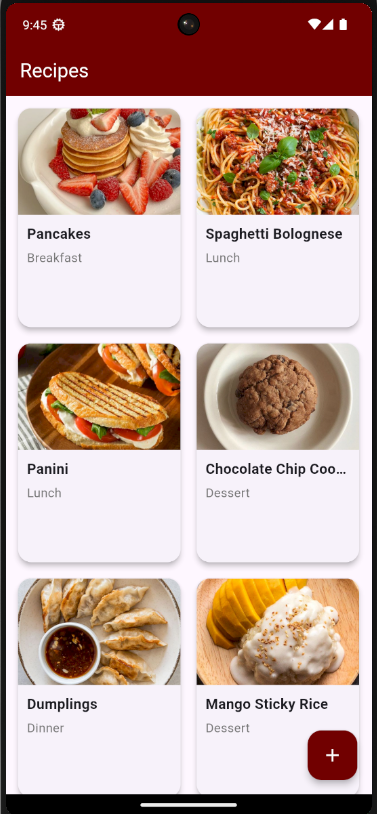 9:45
Recipes
Pancakes
Breakfast
Spaghetti Bolognese
Lunch
Panini
Lunch
Chocolate Chip Coo...
Dessert
Dumplings
Dinner
Mango Sticky Rice
Dessert
+